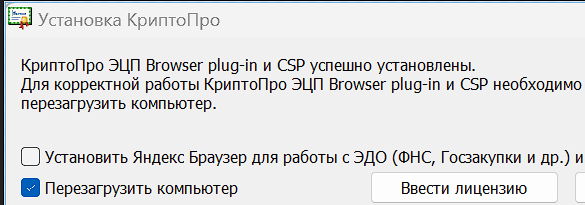 Установка КриптоПро
КриптоПро ЭЦП Browser plug-in и CSP успешно установлены.
Для корректной работы КриптоПро ЭЦП Browser plug-in и CSP необходимо
перезагрузить компьютер.
Установить Яндекс Браузер для работы с ЭДО (ФНС, Госзакупки и др.) и
Перезагрузить компьютер
Ввести лицензию